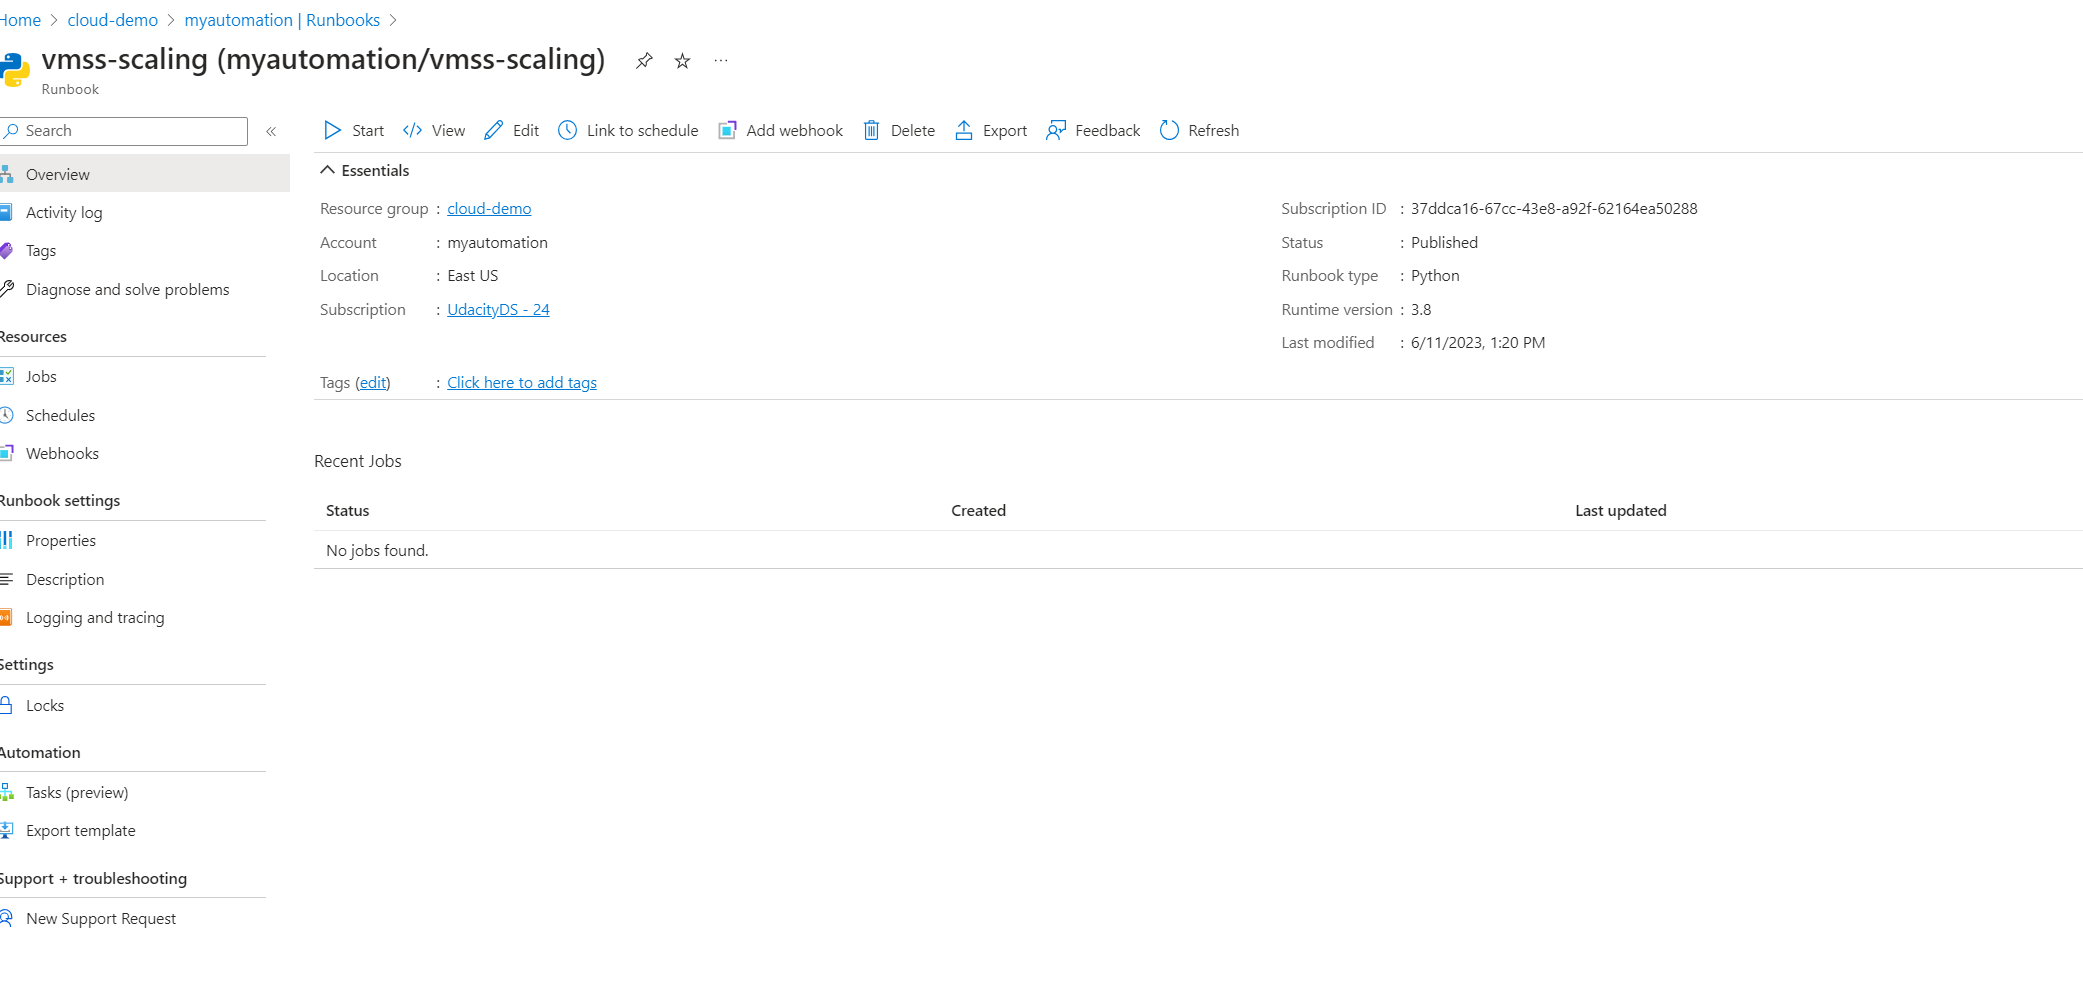 Home > cloud-demo > myautomation | Runbooks >
vmss-scaling (myautomation/vmss-scaling) ...
Runbook
Search «
Start View Edit Link to schedule Add webhook Delete Export Feedback Refresh
Overview
Activity log
Tags
Diagnose and solve problems
Resources
Jobs
Schedules
Webhooks
Runbook settings
Properties
Description
Logging and tracing
Settings
Locks
Automation
Tasks (preview)
Export template
Support + troubleshooting
New Support Request
Essentials
Resource group : cloud-demo
Account : myautomation
Location : East US
Subscription : UdacityDS - 24
Subscription ID : 37ddca16-67cc-43e8-a92f-62164ea50288
Status : Published
Runbook type : Python
Runtime version : 3.8
Last modified : 6/11/2023, 1:20 PM
Tags (edit) : Click here to add tags
Recent Jobs
Status Created Last updated
No jobs found.